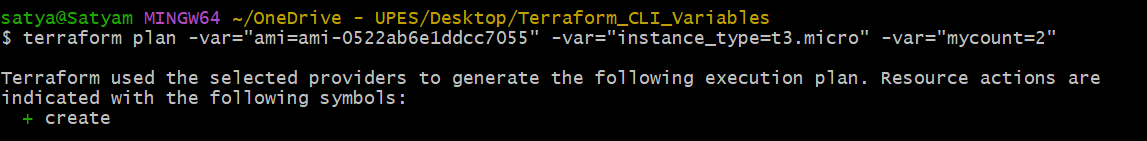 satya@Satyam MINGW64 ~/OneDrive - UPES/Desktop/Terraform_CLI_Variables
$ terraform plan -var="ami=ami-0522ab6e1ddcc7055" -var="instance_type=t3.micro" -var="mycount=2"
Terraform used the selected providers to generate the following execution plan. Resource actions are
indicated with the following symbols:
+ create